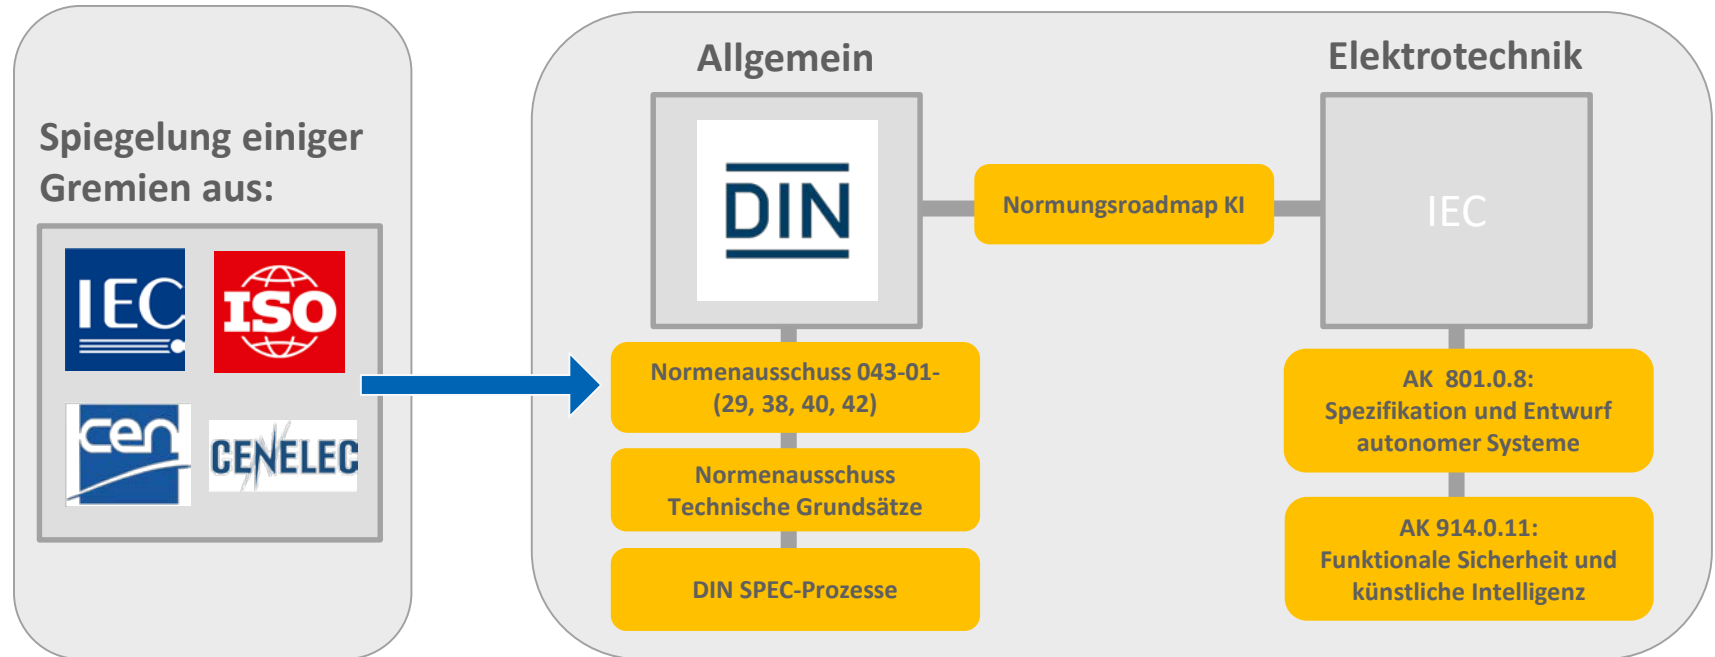 Spiegelung einiger
Gremien aus:
IEC
ISO
cen
CENELEC
Allgemein
DIN
Normenausschuss 043-01-
(29, 38, 40, 42)
Normenausschuss
Technische Grundsätze
DIN SPEC-Prozesse
Normungsroadmap KI
Elektrotechnik
IEC
AK 801.0.8:
Spezifikation und Entwurf
autonomer Systeme
AK 914.0.11:
Funktionale Sicherheit und
künstliche Intelligenz